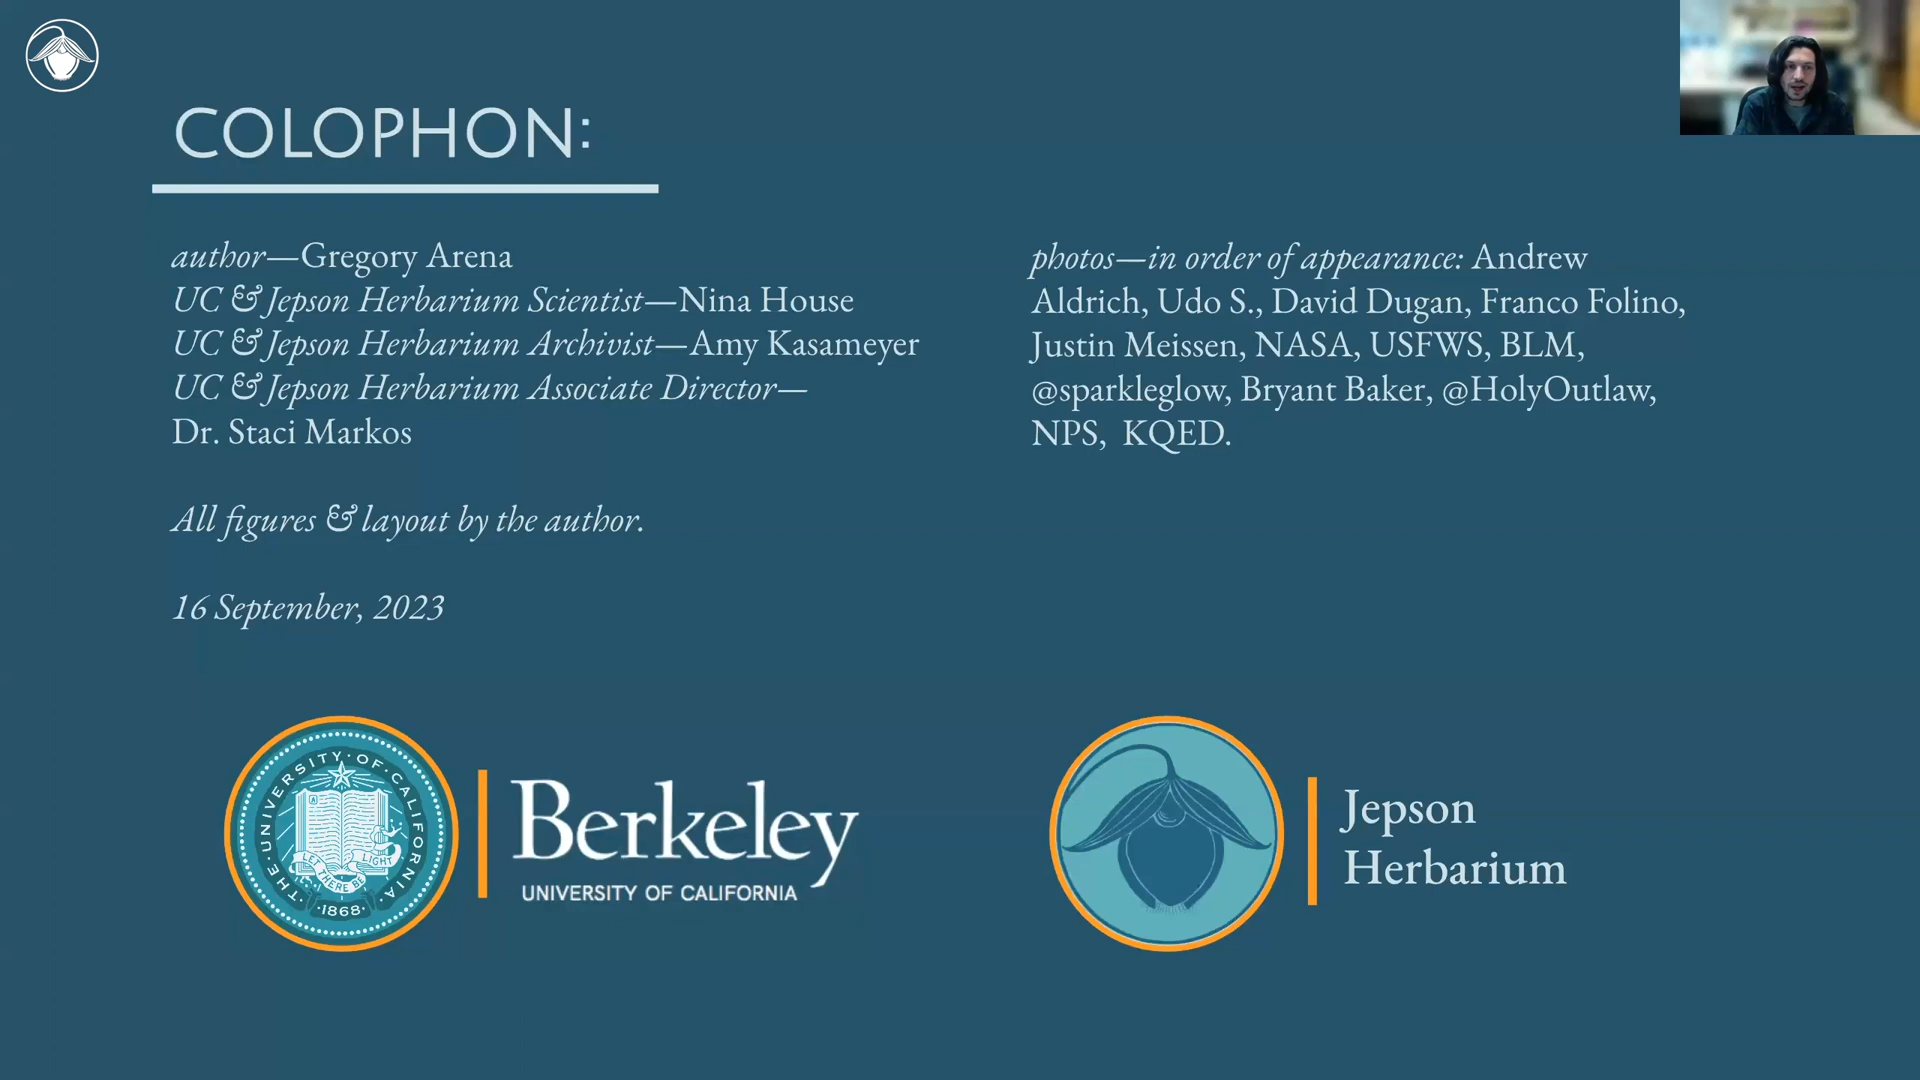 COLOPHON:
author—Gregory Arena
UC & Jepson Herbarium Scientist—Nina House
UC & Jepson Herbarium Archivist—Amy Kasameyer
UC & Jepson Herbarium Associate Director—
Dr. Staci Markos
All figures & layout by the author.
16 September, 2023
photos—in order of appearance: Andrew
Aldrich, Udo S., David Dugan, Franco Folino,
Justin Meissen, NASA, USFWS, BLM,
@sparkleglow, Bryant Baker, @HolyOutlaw,
NPS, KQED.
·THE·UNIVERSITY·OF·CALIFORNIA·
A
LET THERE BE LIGHT
·1868·
Berkeley
UNIVERSITY OF CALIFORNIA
Jepson
Herbarium